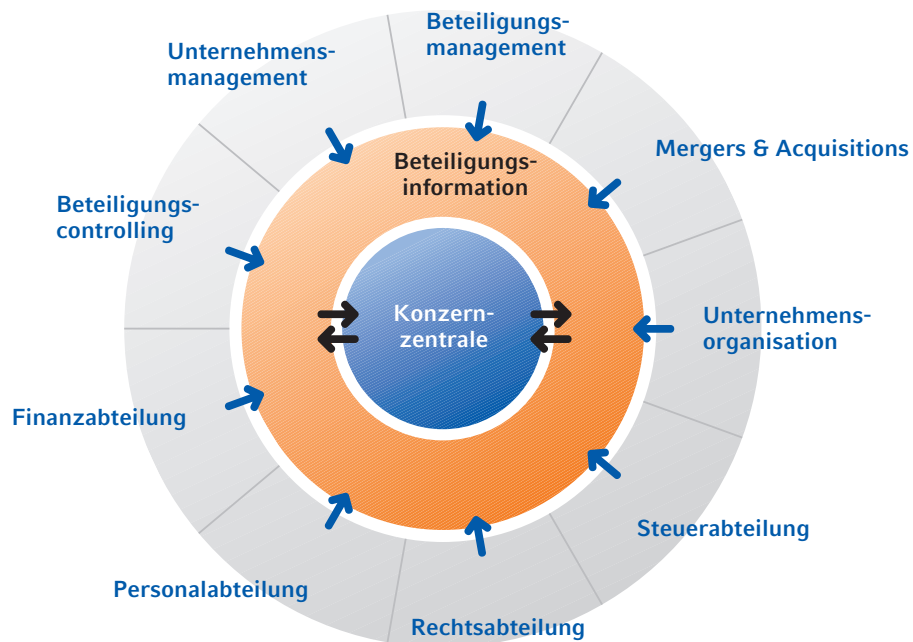 Beteiligungs-
management
Unternehmens-
management
Mergers & Acquisitions
Beteiligungs-
information
Beteiligungs-
controlling
Konzern-
zentrale
Unternehmens-
organisation
Finanzabteilung
Steuerabteilung
Personalabteilung
Rechtsabteilung